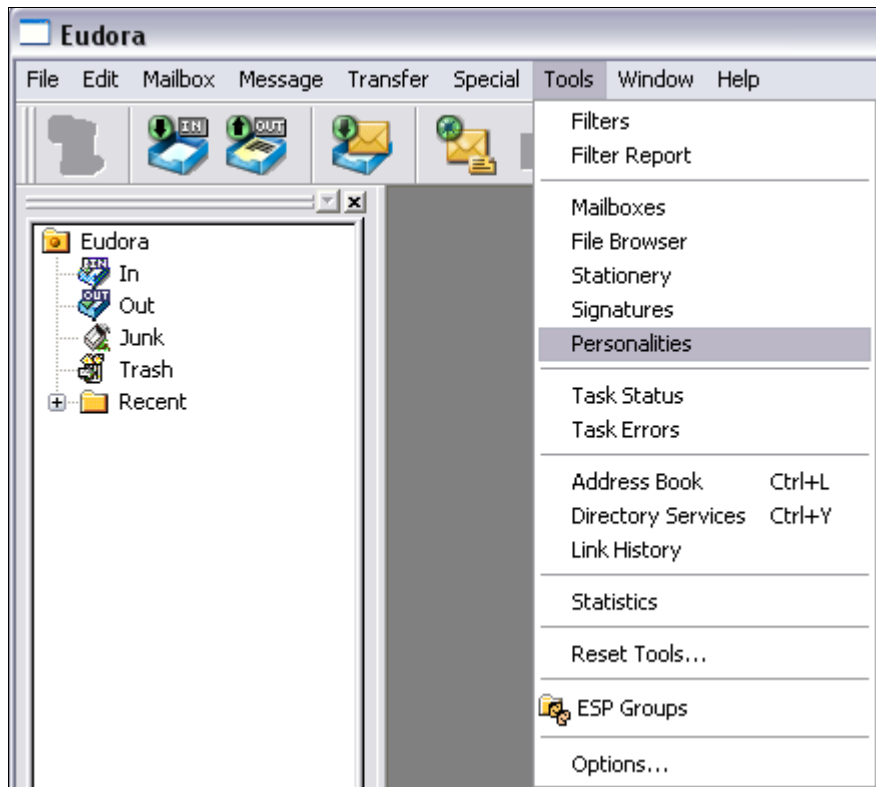 Eudora
File Edit Mailbox Message Transfer Special Tools Window Help
IN OUT
Eudora
In
Out
Junk
Trash
Recent
Filters
Filter Report
Mailboxes
File Browser
Stationery
Signatures
Personalities
Task Status
Task Errors
Address Book Ctrl+L
Directory Services Ctrl+Y
Link History
Statistics
Reset Tools...
ESP Groups
Options...